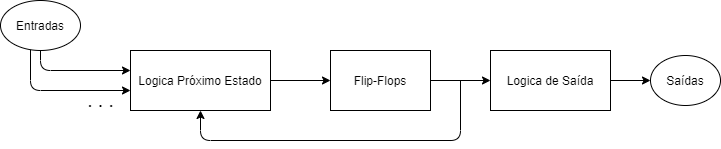 Entradas
Logica Próximo Estado
Flip-Flops
Logica de Saída
Saídas
. . .